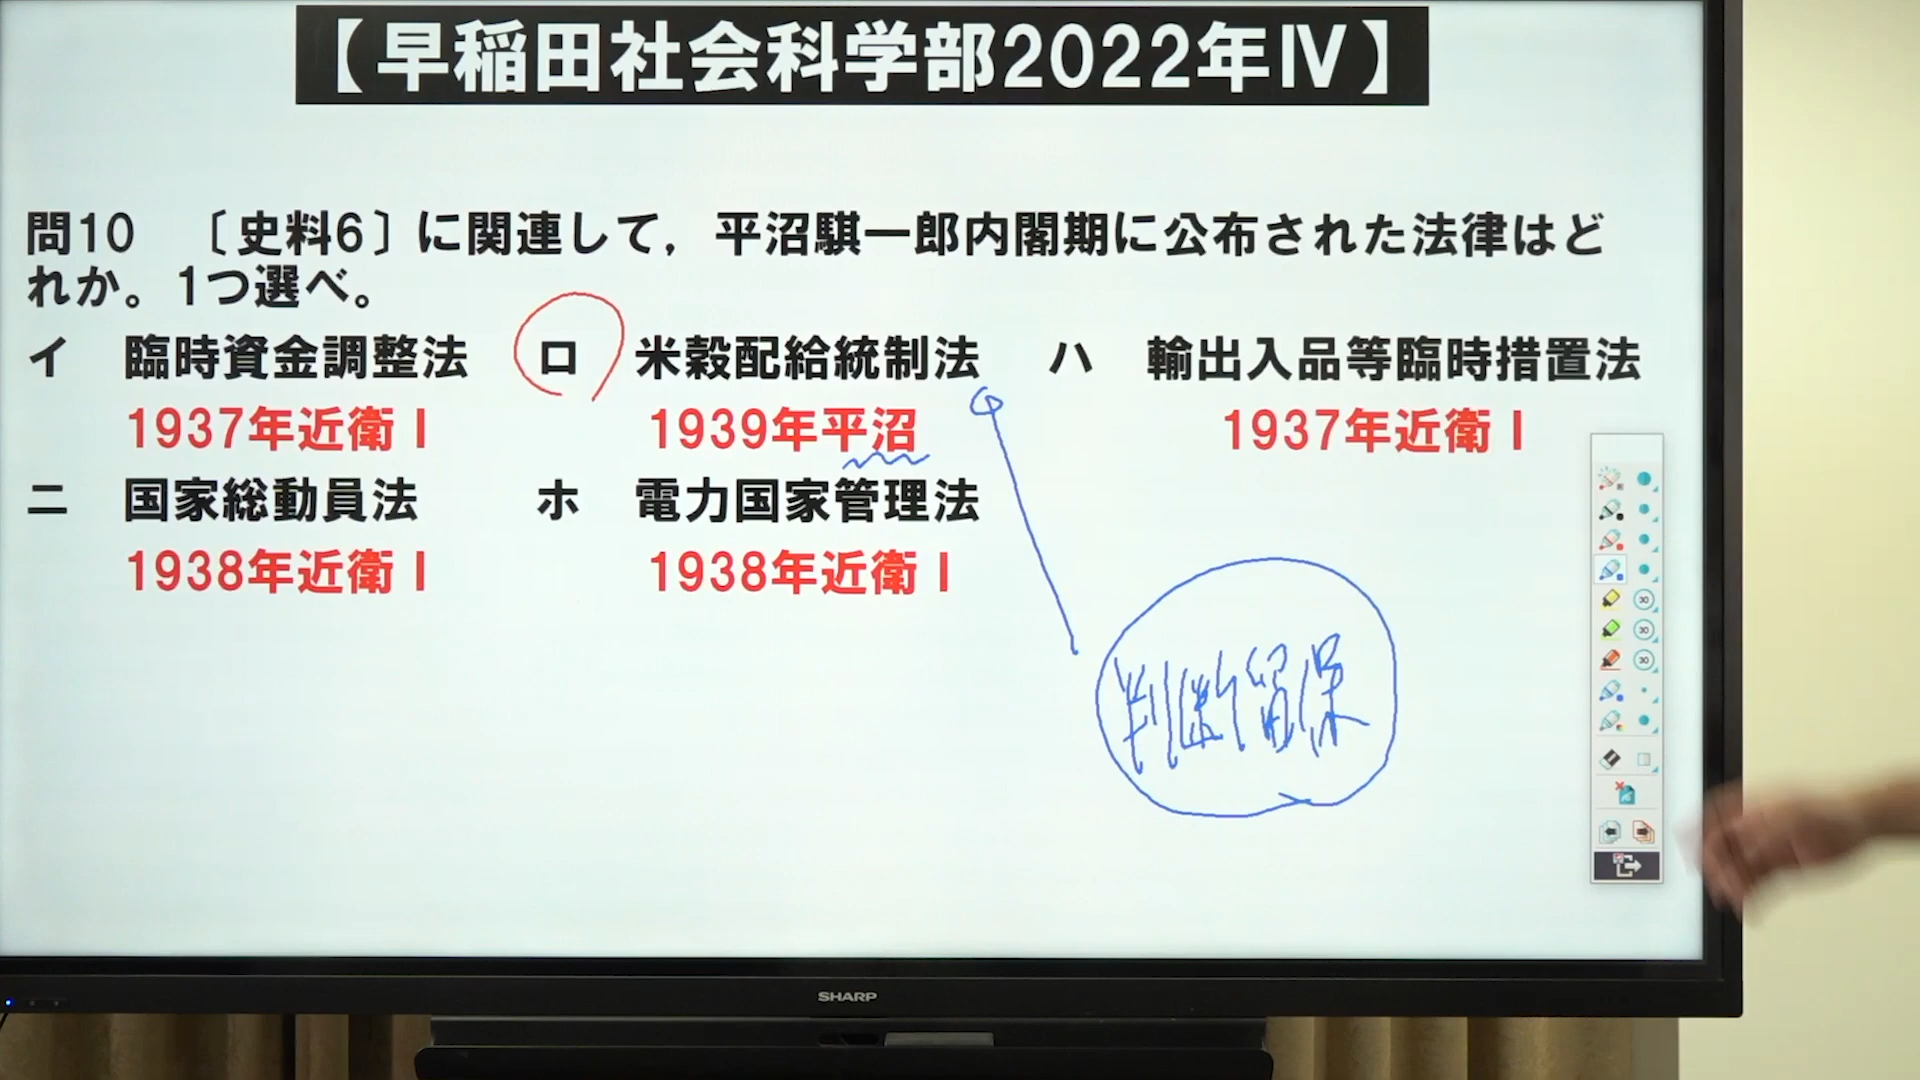 【早稲田社会科学部2022年Ⅳ】
問10　〔史料6〕に関連して，平沼騏一郎内閣期に公布された法律はど
れか。1つ選べ。
イ　臨時資金調整法　ロ　米穀配給統制法　ハ　輸出入品等臨時措置法
1937年近衛Ⅰ　1939年平沼　1937年近衛Ⅰ
ニ　国家総動員法　ホ　電力国家管理法
1938年近衛Ⅰ　1938年近衛Ⅰ
判断留保
30
30
30
SHARP